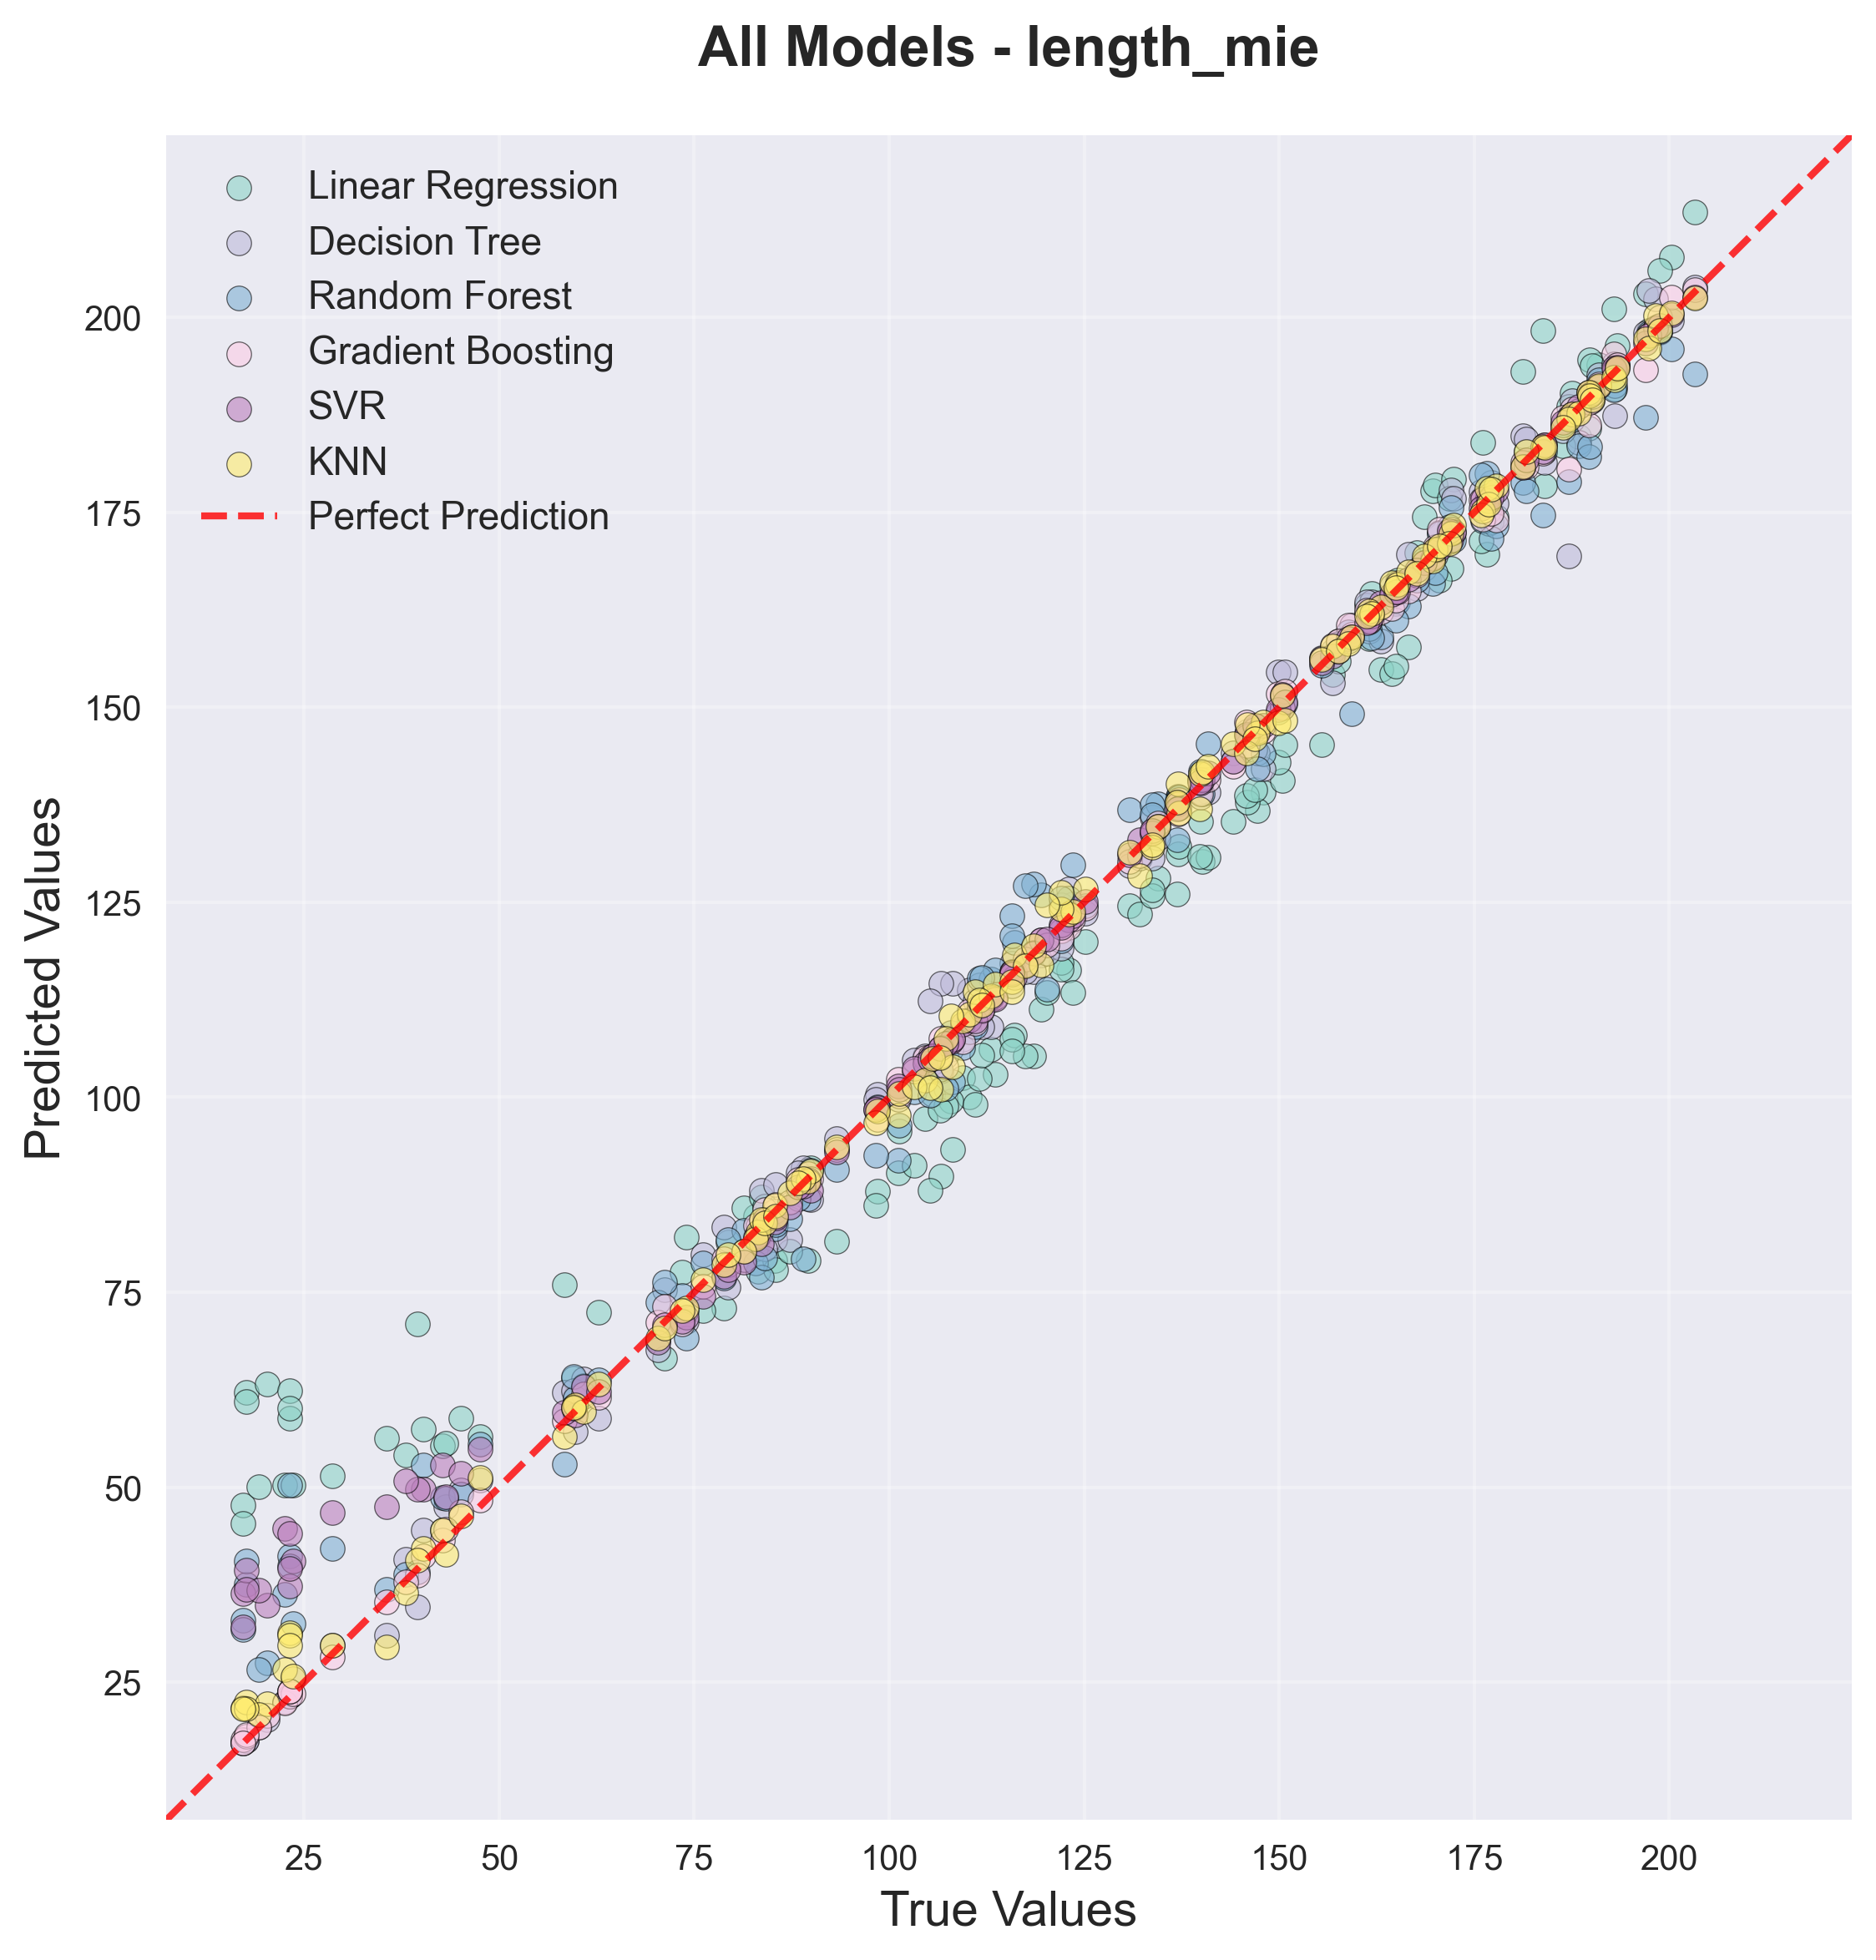 All Models - length_mie
Linear Regression
Decision Tree
Random Forest
Gradient Boosting
SVR
KNN
Perfect Prediction
Predicted Values
200
175
150
125
100
75
50
25
25 50 75 100 125 150 175 200
True Values